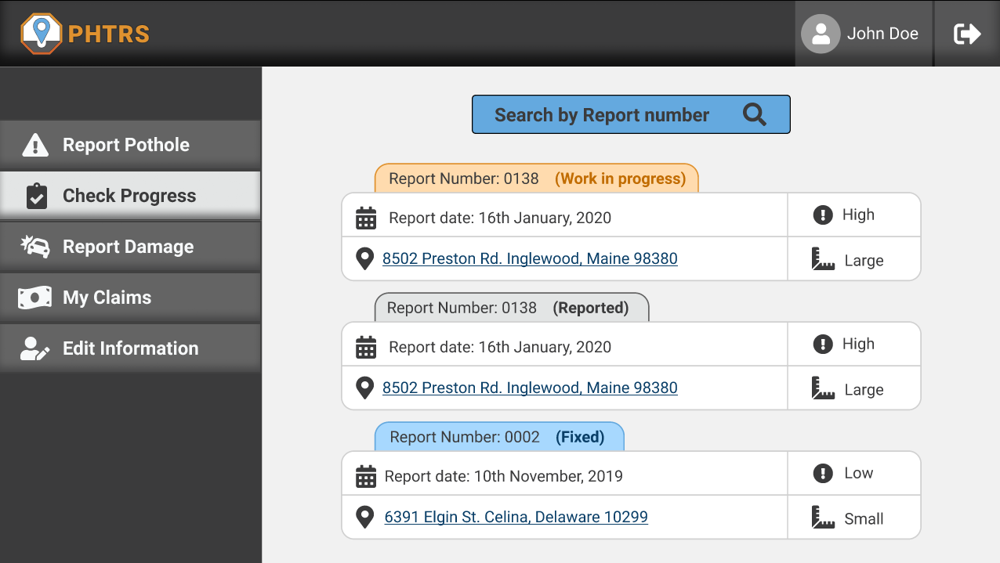 PHTRS
John Doe
Report Pothole
Check Progress
Report Damage
My Claims
Edit Information
Search by Report number
Report Number: 0138 (Work in progress)
Report date: 16th January, 2020
High
8502 Preston Rd. Inglewood, Maine 98380
Large
Report Number: 0138 (Reported)
Report date: 16th January, 2020
High
8502 Preston Rd. Inglewood, Maine 98380
Large
Report Number: 0002 (Fixed)
Report date: 10th November, 2019
Low
6391 Elgin St. Celina, Delaware 10299
Small